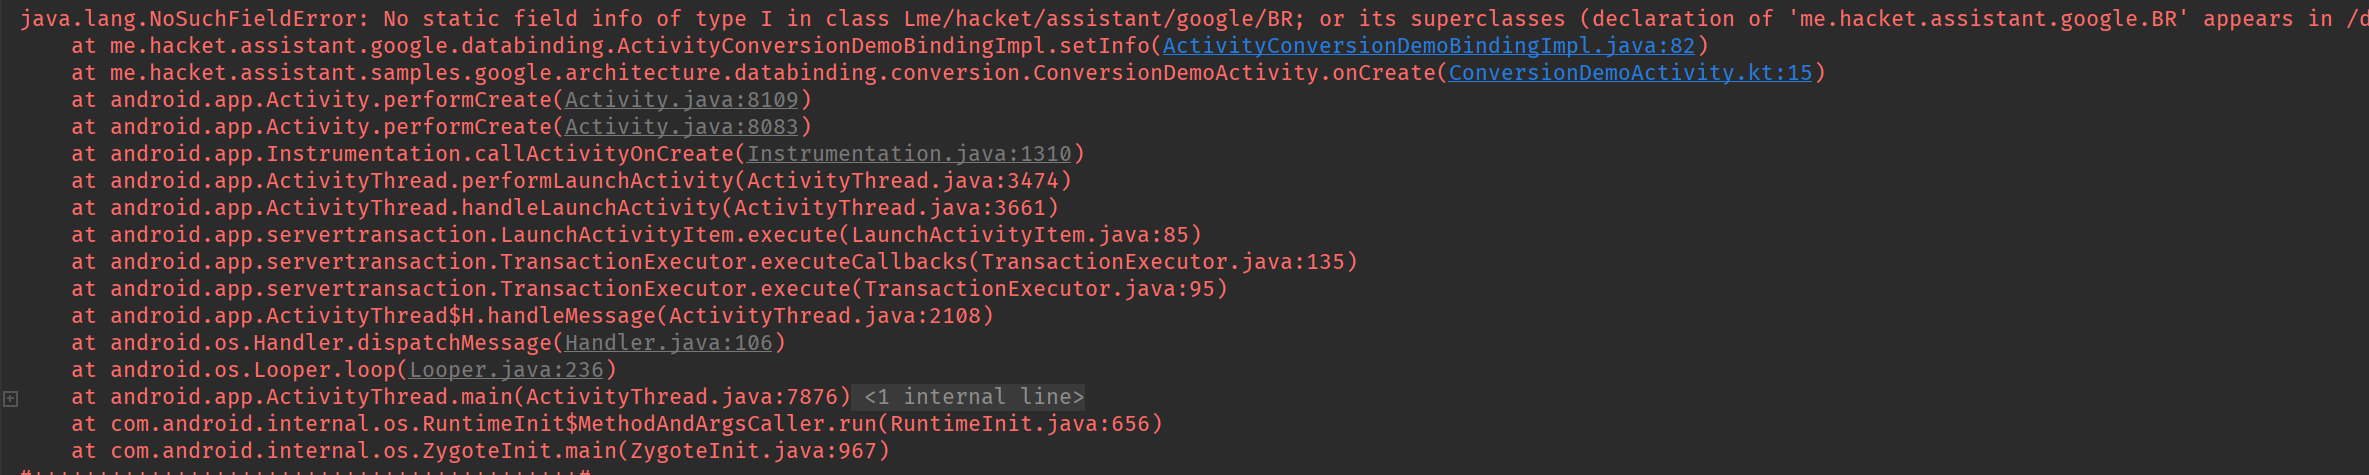 java.lang.NoSuchFieldError: No static field info of type I in class Lme/hacket/assistant/google/BR; or its superclasses (declaration of 'me.hacket.assistant.google.BR' appears in /d
at me.hacket.assistant.google.databinding.ActivityConversionDemoBindingImpl.setInfo(ActivityConversionDemoBindingImpl.java:82)
at me.hacket.assistant.samples.google.architecture.databinding.conversion.ConversionDemoActivity.onCreate(ConversionDemoActivity.kt:15)
at android.app.Activity.performCreate(Activity.java:8109)
at android.app.Activity.performCreate(Activity.java:8083)
at android.app.Instrumentation.callActivityOnCreate(Instrumentation.java:1310)
at android.app.ActivityThread.performLaunchActivity(ActivityThread.java:3474)
at android.app.ActivityThread.handleLaunchActivity(ActivityThread.java:3661)
at android.app.servertransaction.LaunchActivityItem.execute(LaunchActivityItem.java:85)
at android.app.servertransaction.TransactionExecutor.executeCallbacks(TransactionExecutor.java:135)
at android.app.servertransaction.TransactionExecutor.execute(TransactionExecutor.java:95)
at android.app.ActivityThread$H.handleMessage(ActivityThread.java:2108)
at android.os.Handler.dispatchMessage(Handler.java:106)
at android.os.Looper.loop(Looper.java:236)
at android.app.ActivityThread.main(ActivityThread.java:7876) <1 internal line>
at com.android.internal.os.RuntimeInit$MethodAndArgsCaller.run(RuntimeInit.java:656)
at com.android.internal.os.ZygoteInit.main(ZygoteInit.java:967)